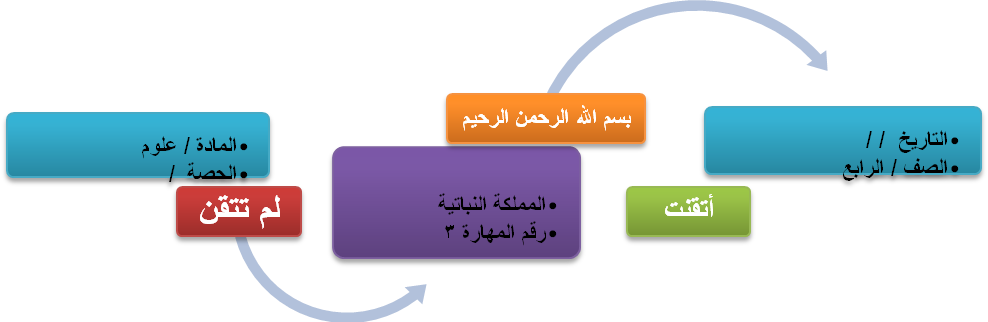 بسم الله الرحمن الرحيم
•التاريخ / /
•الصف / الرابع
أتقنت
•المملكة النباتية
•رقم المهارة ٣
•المادة / علوم
•الحصة /
لم تتقن